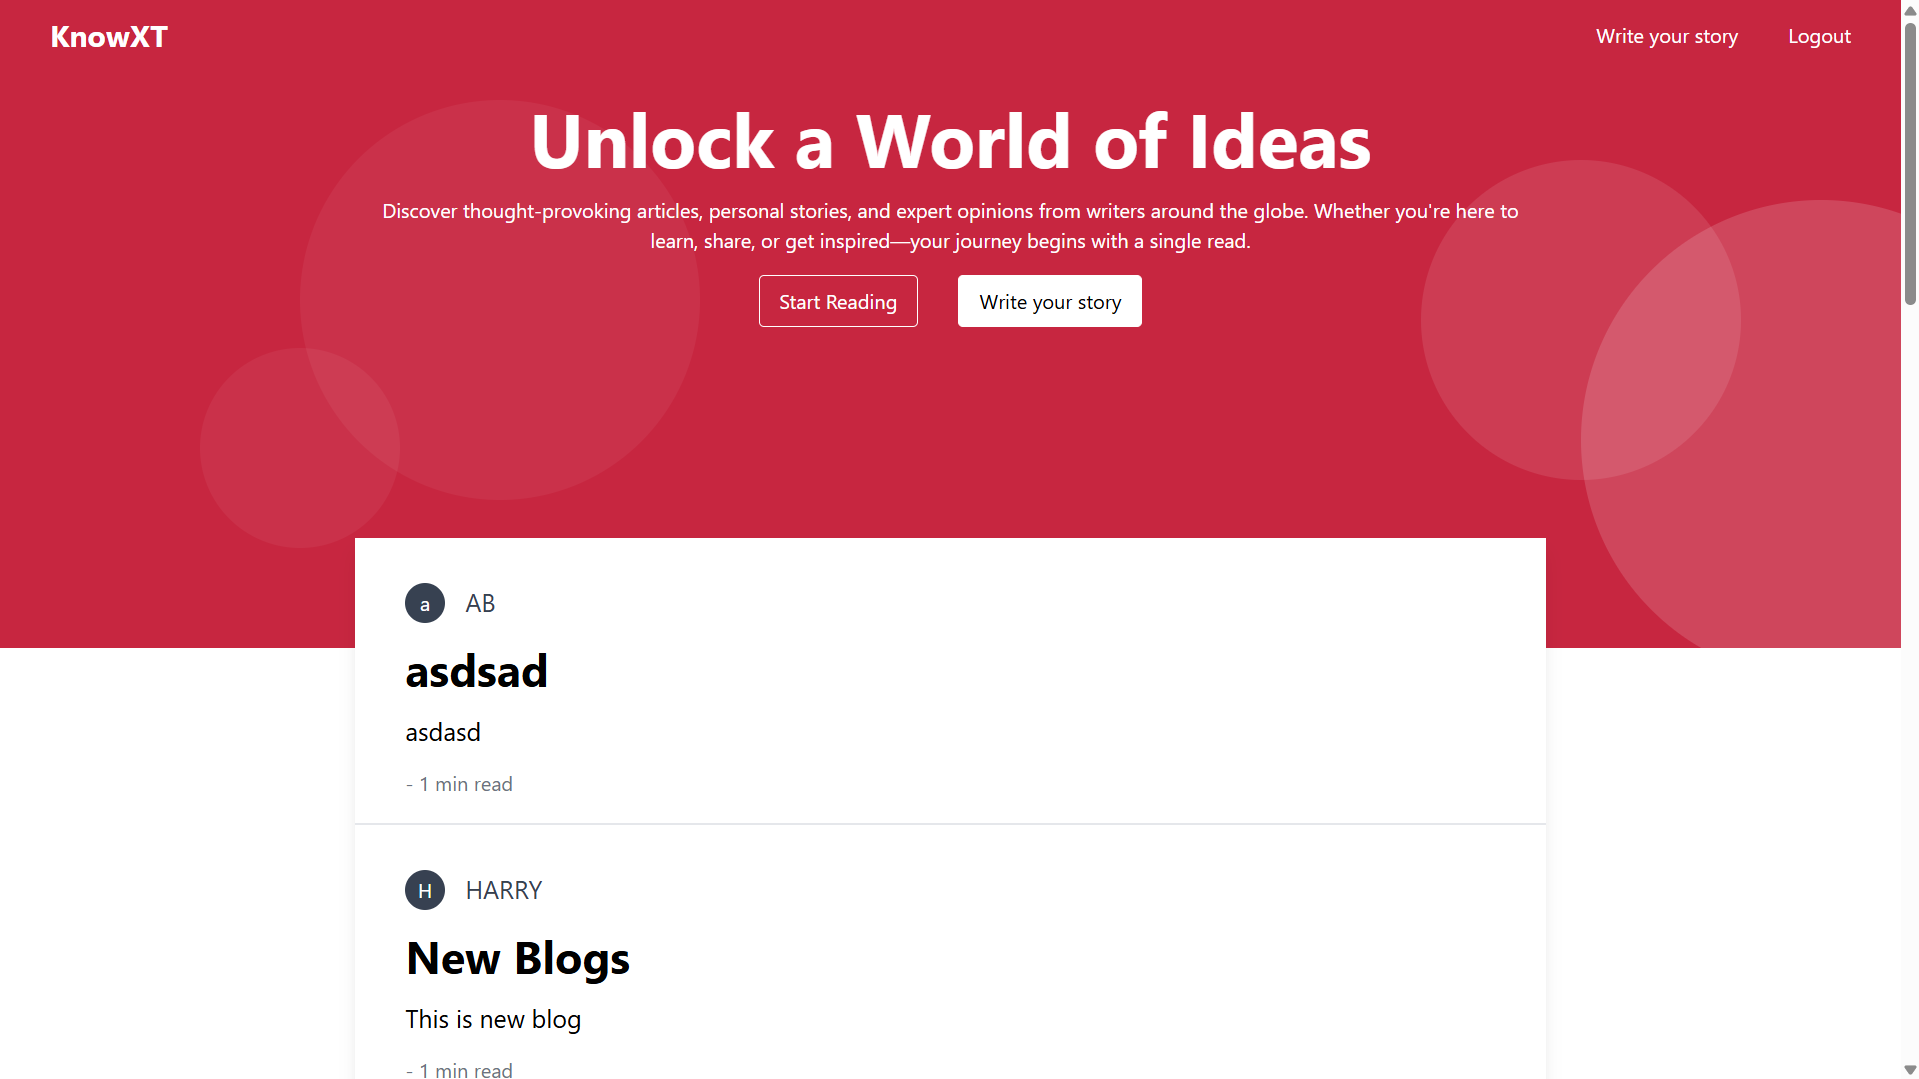 KnowXT
Write your story
Logout
Unlock a World of Ideas
Discover thought-provoking articles, personal stories, and expert opinions from writers around the globe. Whether you're here to
learn, share, or get inspired—your journey begins with a single read.
Start Reading
Write your story
a
AB
asdsad
asdasd
- 1 min read
H
HARRY
New Blogs
This is new blog
- 1 min read